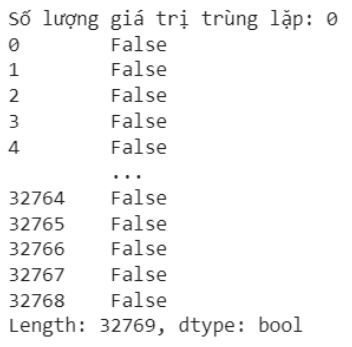 Số lượng giá trị trùng lặp: 0
0 False
1 False
2 False
3 False
4 False
...
32764 False
32765 False
32766 False
32767 False
32768 False
Length: 32769, dtype: bool